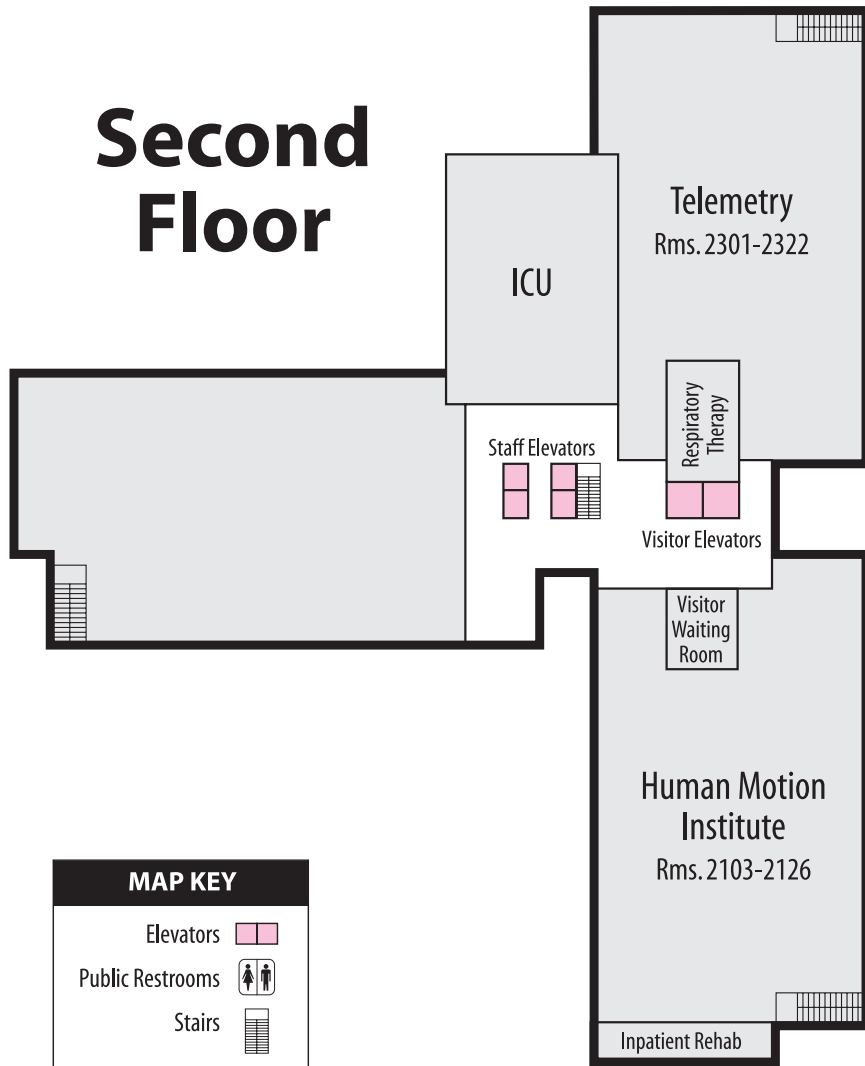 Second
Floor
Telemetry
Rms. 2301-2322
ICU
Respiratory
Therapy
Staff Elevators
Visitor Elevators
Visitor
Waiting
Room
Human Motion
Institute
Rms. 2103-2126
MAP KEY
Elevators
Public Restrooms
Stairs
Inpatient Rehab